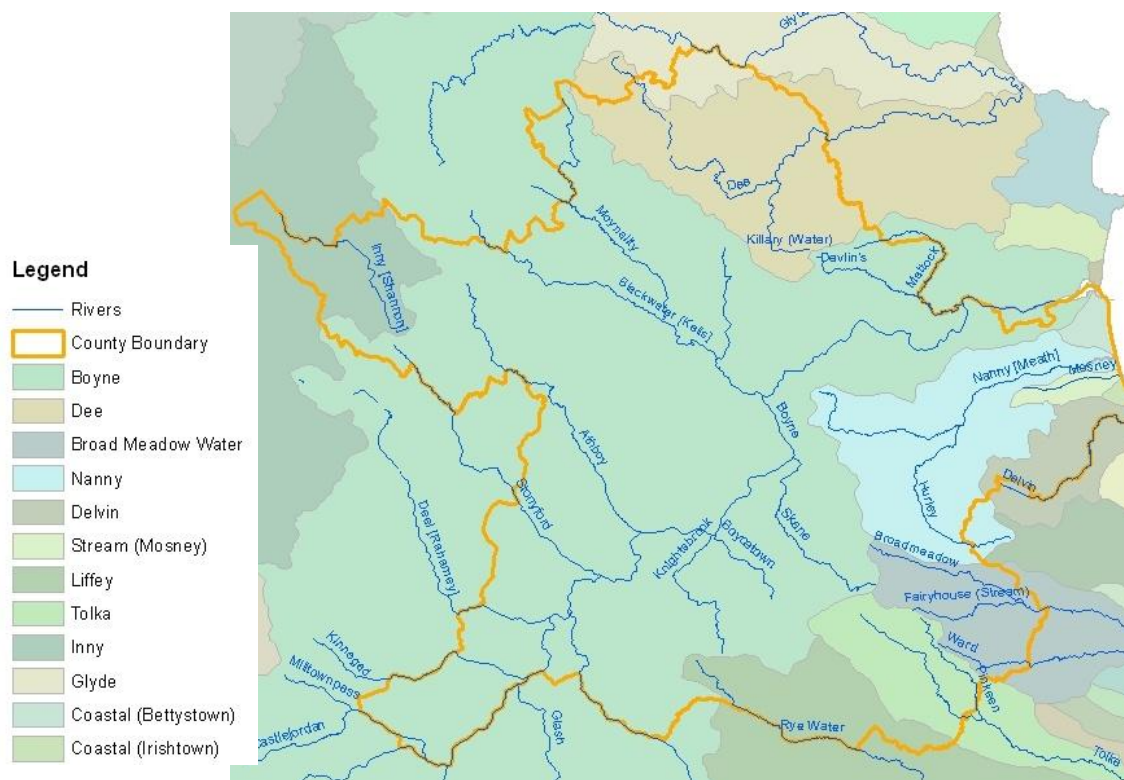 Legend
Rivers
County Boundary
Boyne
Dee
Broad Meadow Water
Nanny
Delvin
Stream (Mosney)
Liffey
Tolka
Inny
Glyde
Coastal (Bettystown)
Coastal (Irishtown)
Glyde
Dee
Moynalty
Killary (Water)
Devlin's
Mattock
Inny [Shannon]
Blackwater (Kells]
Nanny [Meath]
Mosney
Boyne
Athboy
Stonyford
Deel [Raharney]
Delvin
Hurley
Skane
Boycetown
Knightsbrook
Broadmeadow
Fairyhouse (Stream)
Ward
Pinkeen
Kinnegad
Milltownpass
Castlejordan
Glash
Rye Water
Tolka